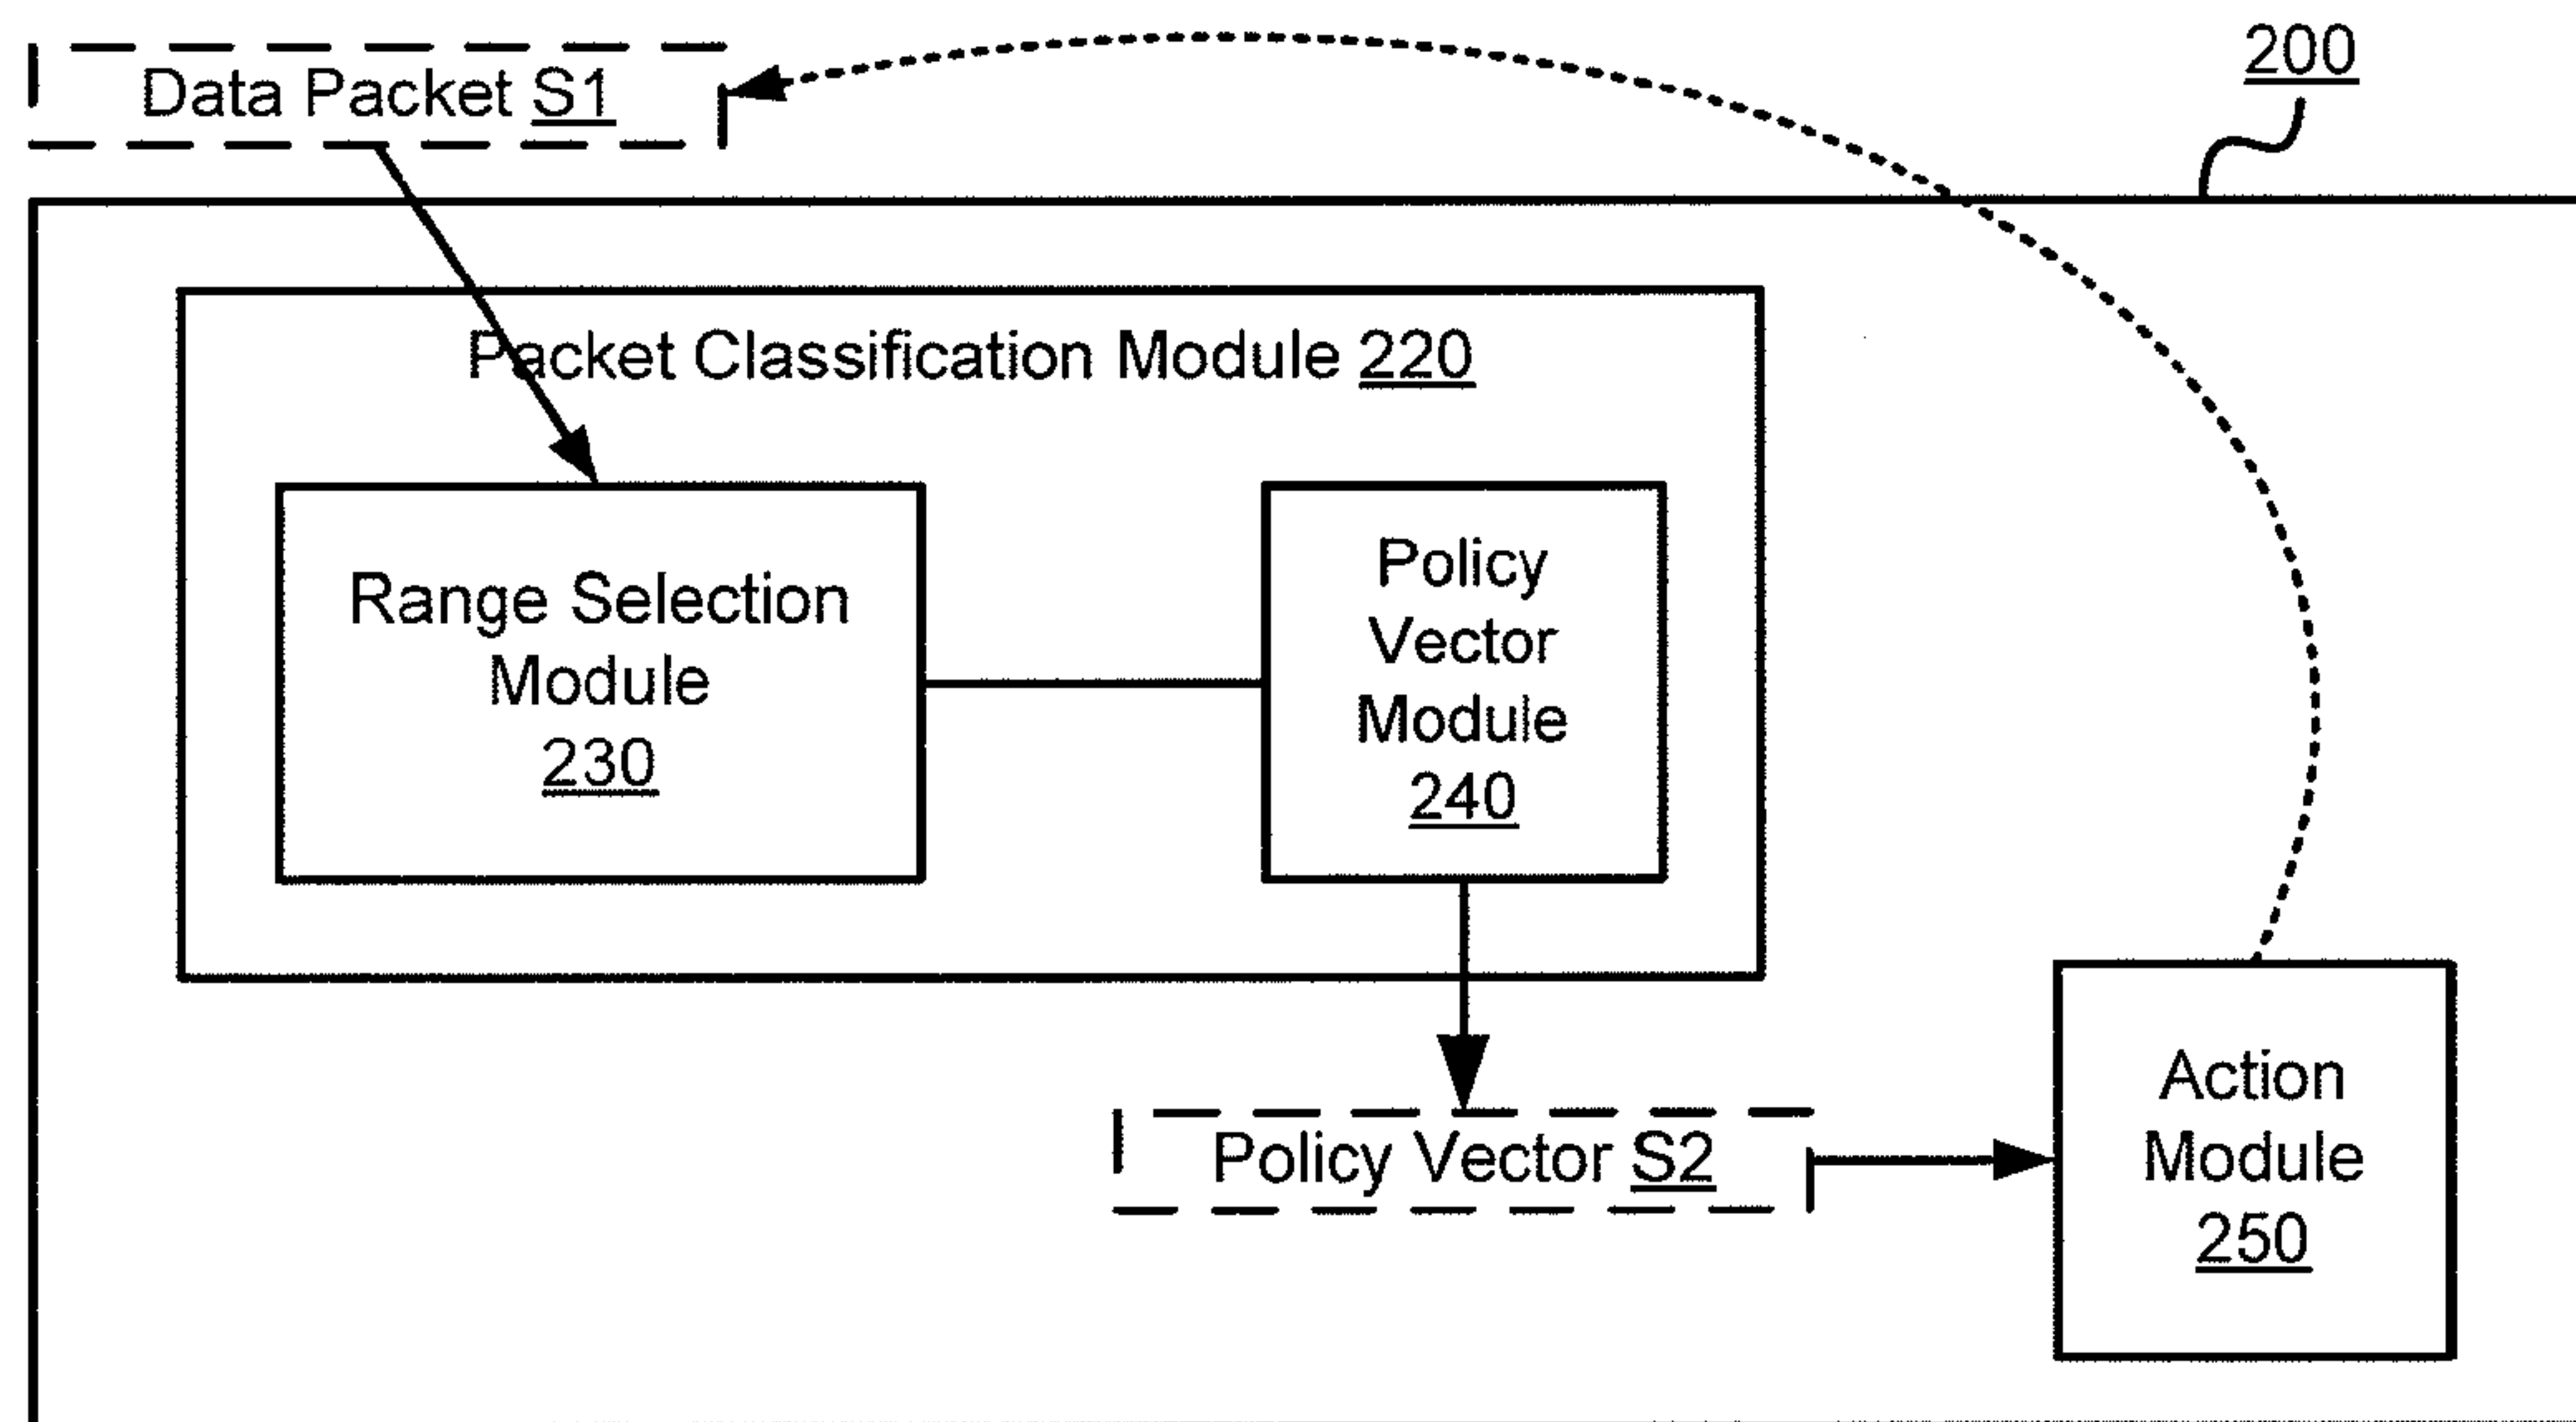 Data Packet S1
200
Packet Classification Module 220
Range Selection
Module
230
Policy
Vector
Module
240
Policy Vector S2
Action
Module
250